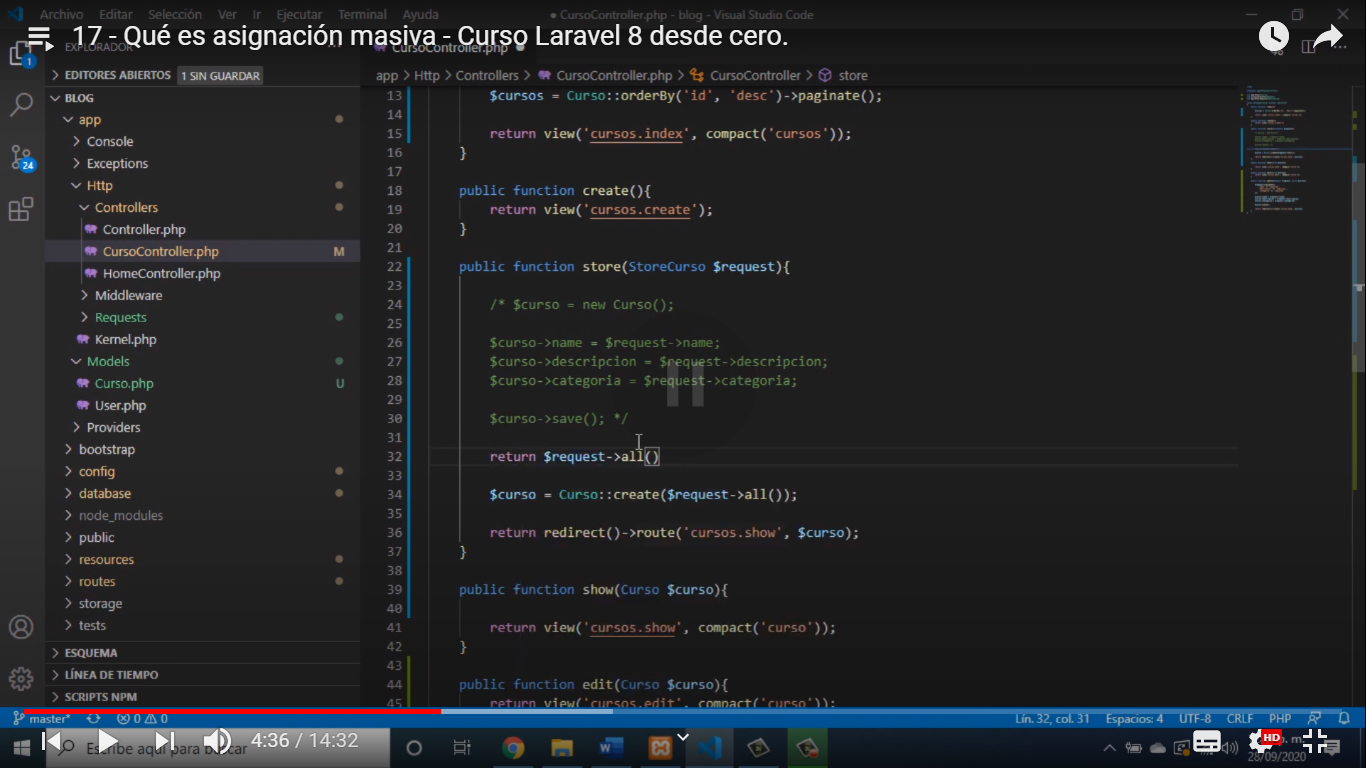 Archivo Editar Selección Ver Ir Ejecutar Terminal Ayuda
● CursoController.php - blog - Visual Studio Code
17 - Qué es asignación masiva - Curso Laravel 8 desde cero.
EXPLORADOR
CursoController.php
EDITORES ABIERTOS 1 SIN GUARDAR
app > Http > Controllers > CursoController.php > CursoController > store
BLOG
app
Console
Exceptions
Http
Controllers
Controller.php
CursoController.php M
HomeController.php
Middleware
Requests
Kernel.php
Models
Curso.php U
User.php
Providers
bootstrap
config
database
node_modules
public
resources
routes
storage
tests
ESQUEMA
LÍNEA DE TIEMPO
SCRIPTS NPM
1
24
13 $cursos = Curso::orderBy('id', 'desc')->paginate();
14
15 return view('cursos.index', compact('cursos'));
16 }
17
18 public function create(){
19 return view('cursos.create');
20 }
21
22 public function store(StoreCurso $request){
23
24 /* $curso = new Curso();
25
26 $curso->name = $request->name;
27 $curso->descripcion = $request->descripcion;
28 $curso->categoria = $request->categoria;
29
30 $curso->save(); */
31
32 return $request->all()
33
34 $curso = Curso::create($request->all());
35
36 return redirect()->route('cursos.show', $curso);
37 }
38
39 public function show(Curso $curso){
40
41 return view('cursos.show', compact('curso'));
42 }
43
44 public function edit(Curso $curso){
45 return view('cursos.edit', compact('curso'));
master* 0 0
Lín. 32, col. 31 Espacios: 4 UTF-8 CRLF PHP
Escribe aquí para buscar
4:36 / 14:32
HD
28/09/2020